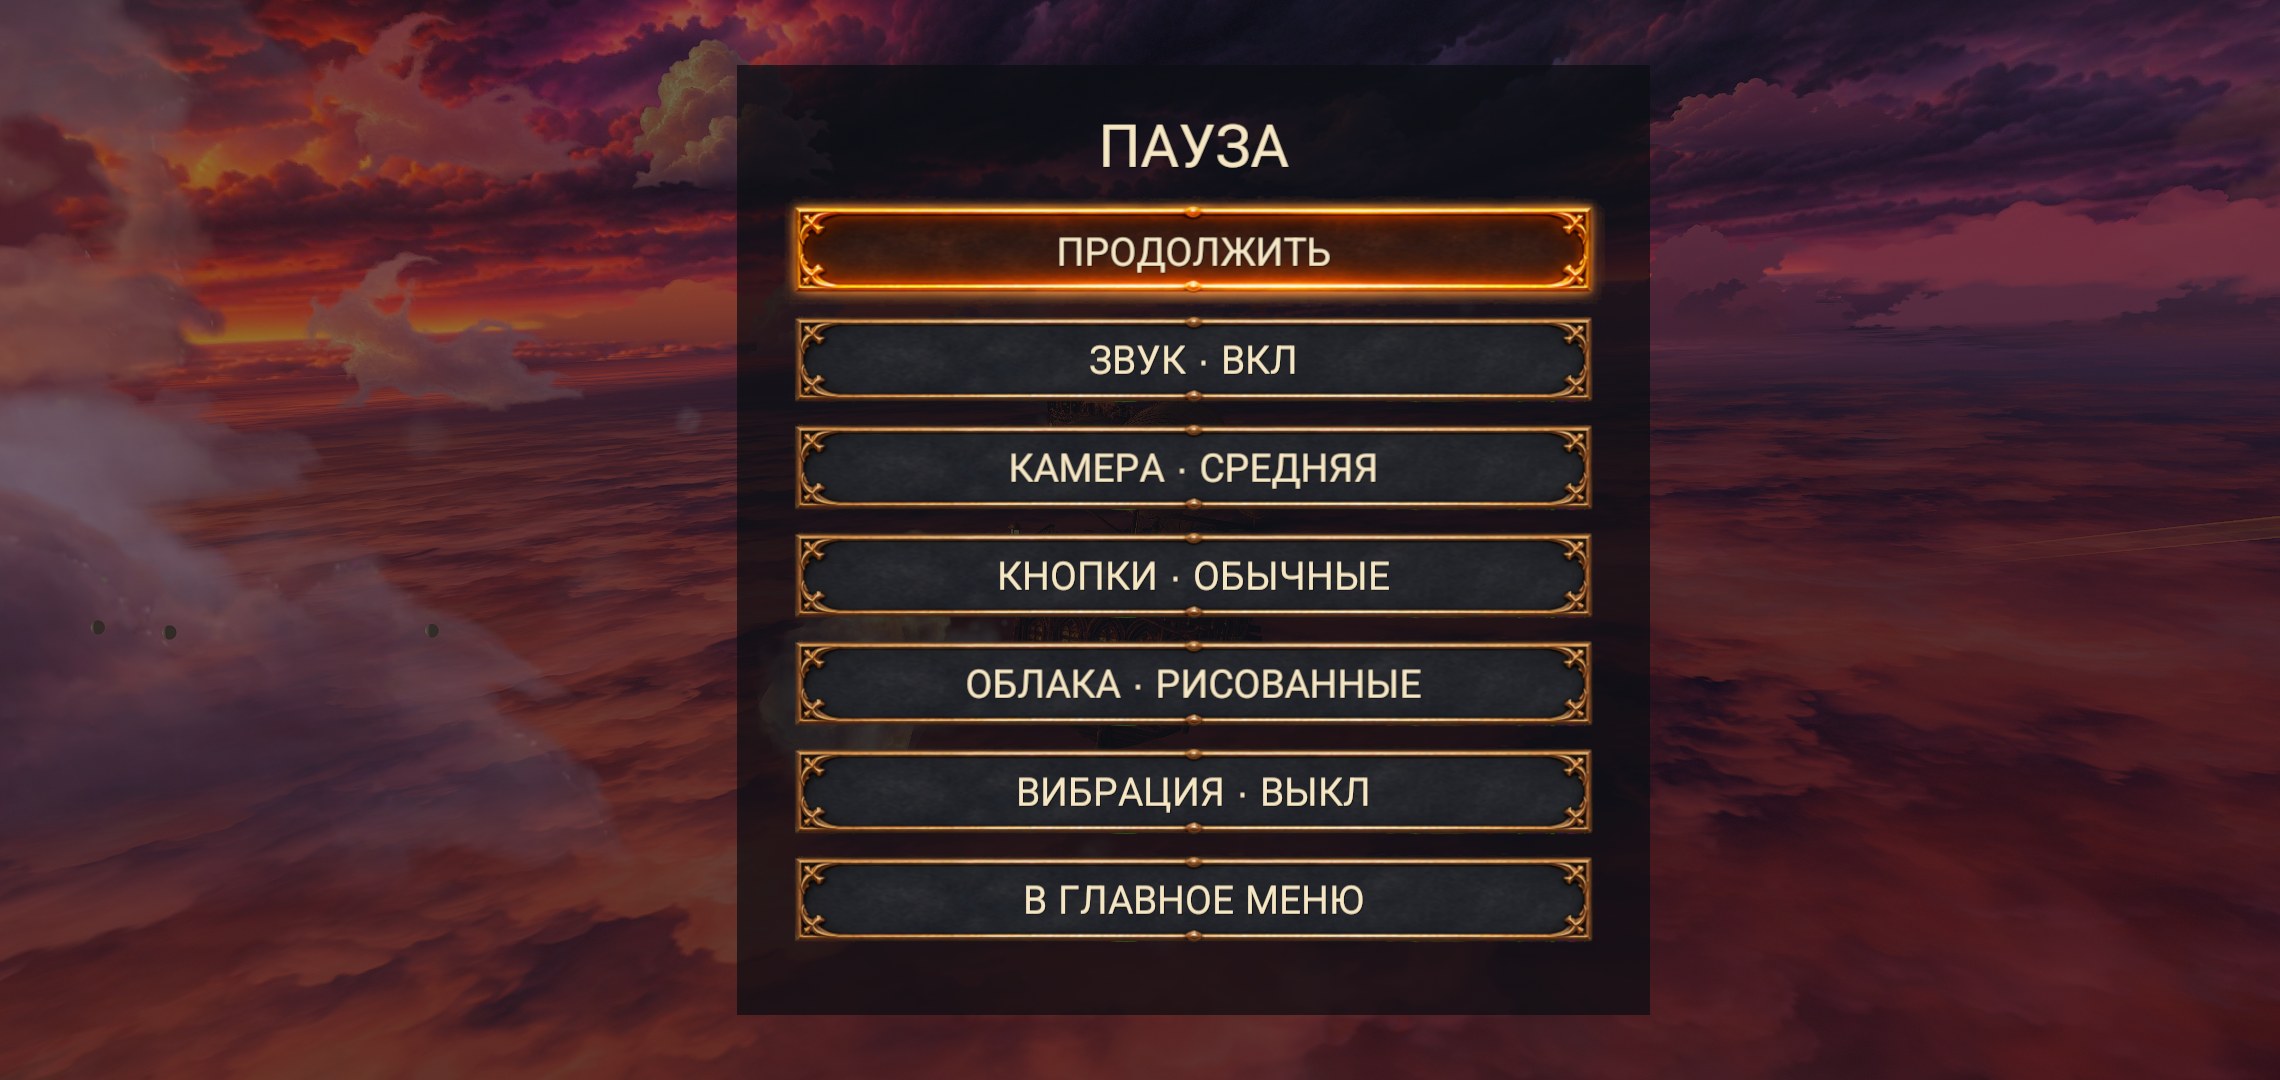 ПАУЗА
ПРОДОЛЖИТЬ
ЗВУК · ВКЛ
КАМЕРА · СРЕДНЯЯ
КНОПКИ · ОБЫЧНЫЕ
ОБЛАКА · РИСОВАННЫЕ
ВИБРАЦИЯ · ВЫКЛ
В ГЛАВНОЕ МЕНЮ